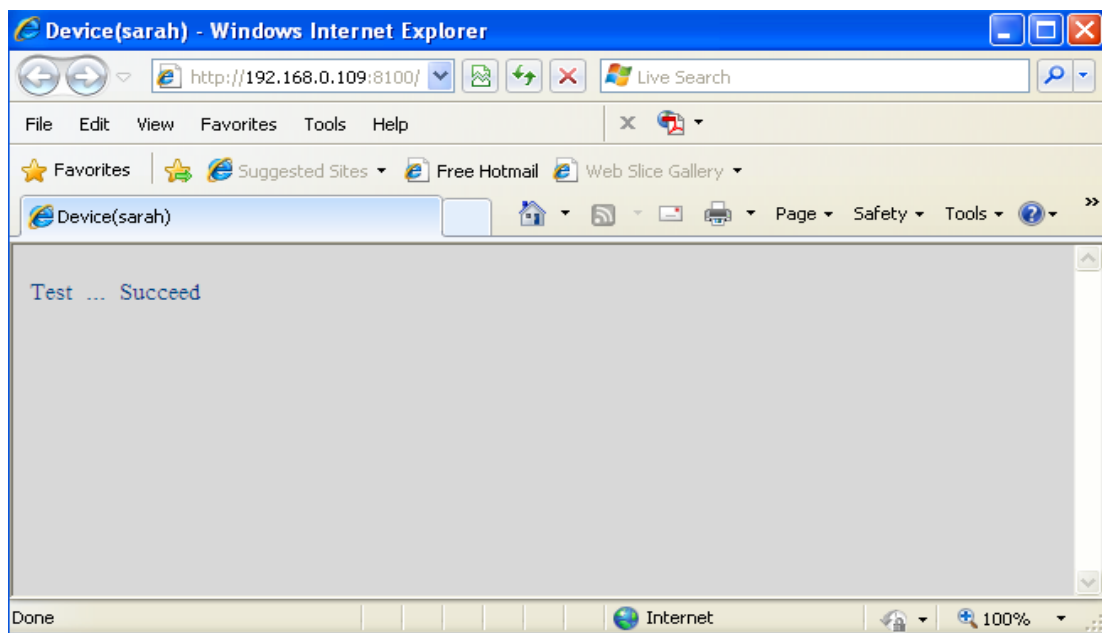 Device(sarah) - Windows Internet Explorer
http://192.168.0.109:8100/ Live Search
File Edit View Favorites Tools Help
Favorites Suggested Sites Free Hotmail Web Slice Gallery
Device(sarah) Page Safety Tools »
Test ... Succeed
Done Internet 100%